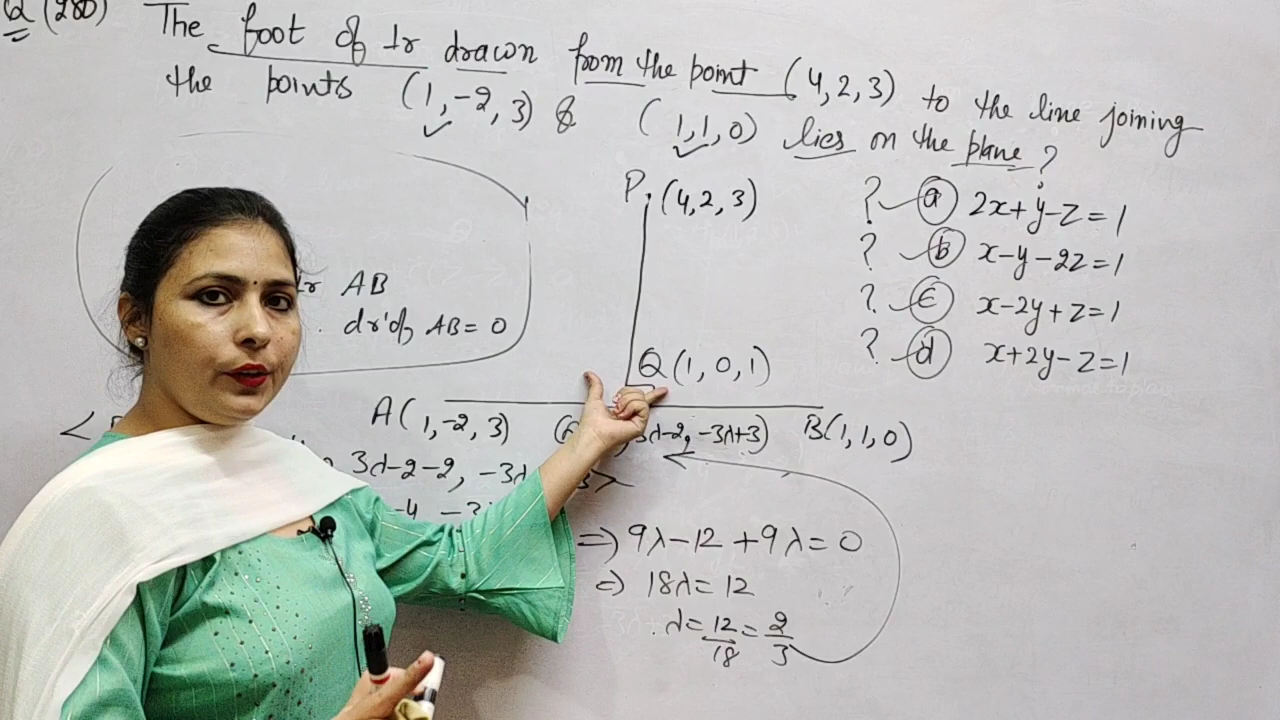 Q (280) The foot of ⊥r drawn from the point (4, 2, 3) to the line joining
the points (1, -2, 3) & (1, 1, 0) lies on the plane?
P. (4, 2, 3)
? a 2x+y-z=1
? b x-y-2z=1
? c x-2y+z=1
? d x+2y-z=1
⊥r AB
. dr'of AB = 0
Q (1, 0, 1)
A(1, -2, 3) 3λ-2, -3λ+3) B(1, 1, 0)
3λ-2-2, -3λ
-4
=> 9λ-12+9λ=0
=> 18λ=12
λ=12/18=2/3